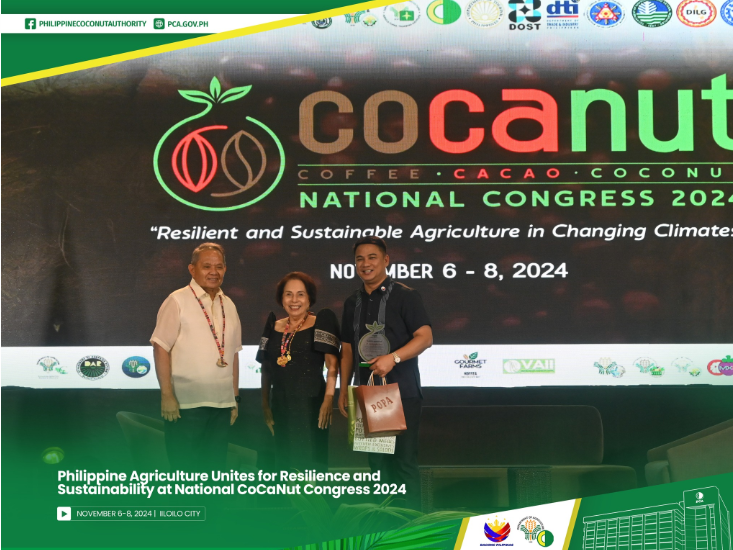 PHILIPPINECOCONUTAUTHORITY
PCA.GOV.PH
DOST
dti
DILG
cocanut
COFFEE · CACAO · COCONU
NATIONAL CONGRESS 2024
"Resilient and Sustainable Agriculture in Changing Climates
NOVEMBER 6 - 8, 2024
GOURMET
FARMS
VAII
POPA
Philippine Agriculture Unites for Resilience and
Sustainability at National CoCaNut Congress 2024
NOVEMBER 6-8, 2024 | IILOILO CITY